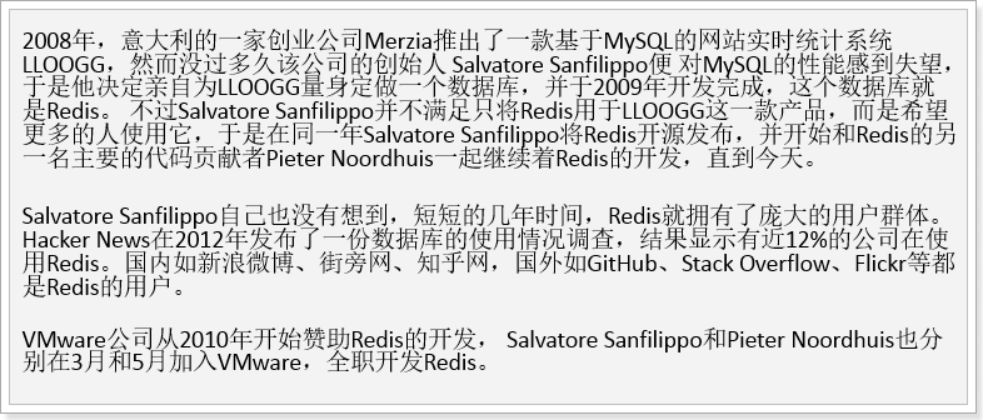 2008年，意大利的一家创业公司Merzia推出了一款基于MySQL的网站实时统计系统
LLOOGG，然而没过多久该公司的创始人 Salvatore Sanfilippo便 对MySQL的性能感到失望，
于是他决定亲自为LLOOGG量身定做一个数据库，并于2009年开发完成，这个数据库就
是Redis。 不过Salvatore Sanfilippo并不满足只将Redis用于LLOOGG这一款产品，而是希望
更多的人使用它，于是在同一年Salvatore Sanfilippo将Redis开源发布，并开始和Redis的另
一名主要的代码贡献者Pieter Noordhuis一起继续着Redis的开发，直到今天。
Salvatore Sanfilippo自己也没有想到，短短的几年时间，Redis就拥有了庞大的用户群体。
Hacker News在2012年发布了一份数据库的使用情况调查，结果显示有近12%的公司在使
用Redis。国内如新浪微博、街旁网、知乎网，国外如GitHub、Stack Overflow、Flickr等都
是Redis的用户。
VMware公司从2010年开始赞助Redis的开发， Salvatore Sanfilippo和Pieter Noordhuis也分
别在3月和5月加入VMware，全职开发Redis。